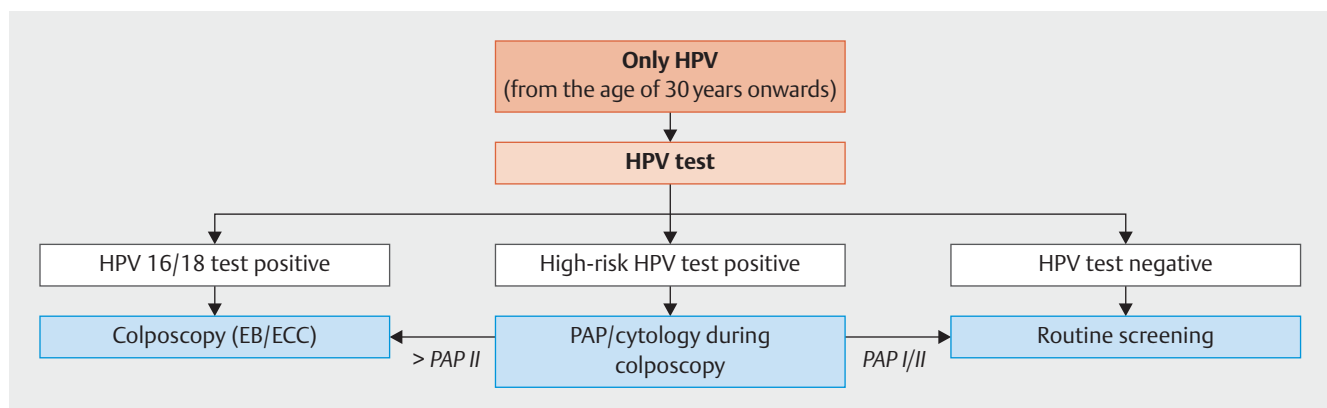 Only HPV
(from the age of 30 years onwards)
HPV test
HPV 16/18 test positive
High-risk HPV test positive
HPV test negative
Colposcopy (EB/ECC)
> PAP II
PAP/cytology during
colposcopy
PAP I/II
Routine screening